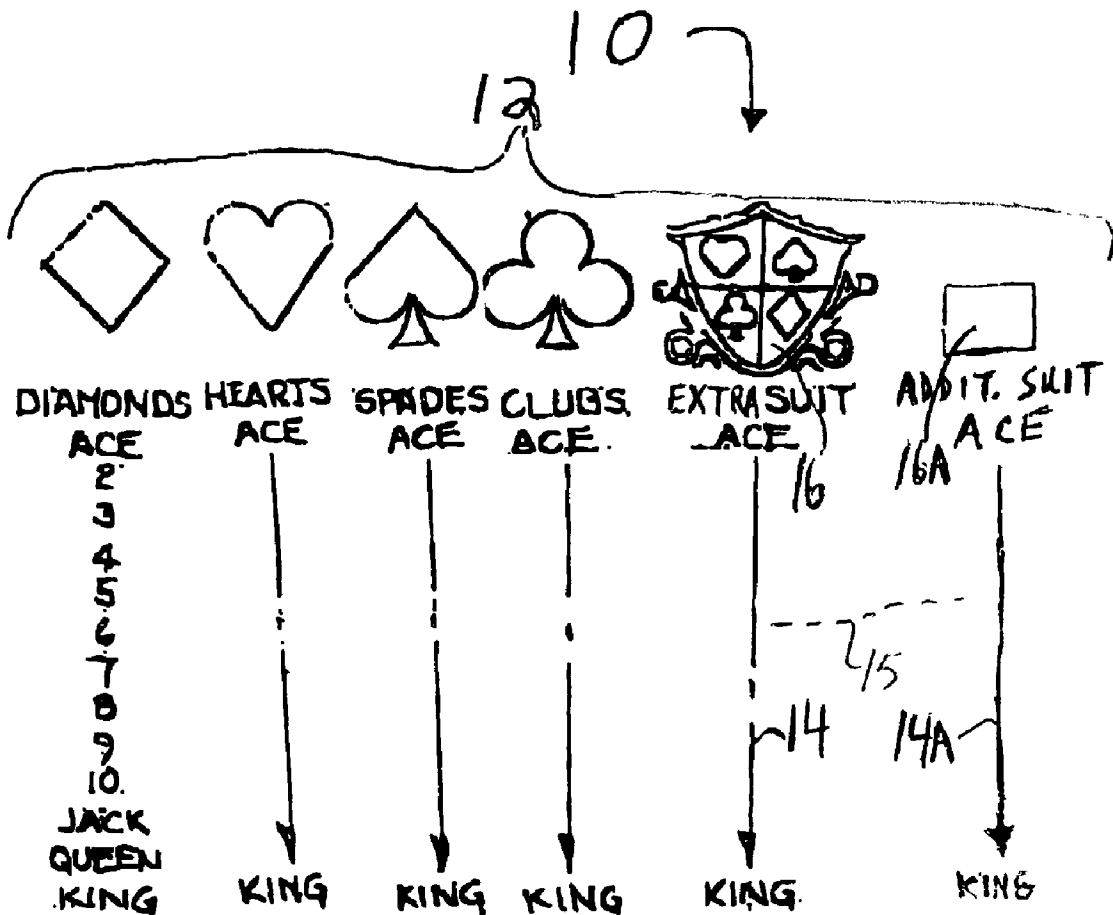 10
12
DIAMONDS HEARTS SPADES CLUBS. EXTRA SUIT ADDIT. SUIT
ACE ACE ACE ACE. ACE ACE
16 16A
2
3
4
5
6
7
8
9
10.
15
14 14A
JACK
QUEEN
KING KING KING KING KING. KING